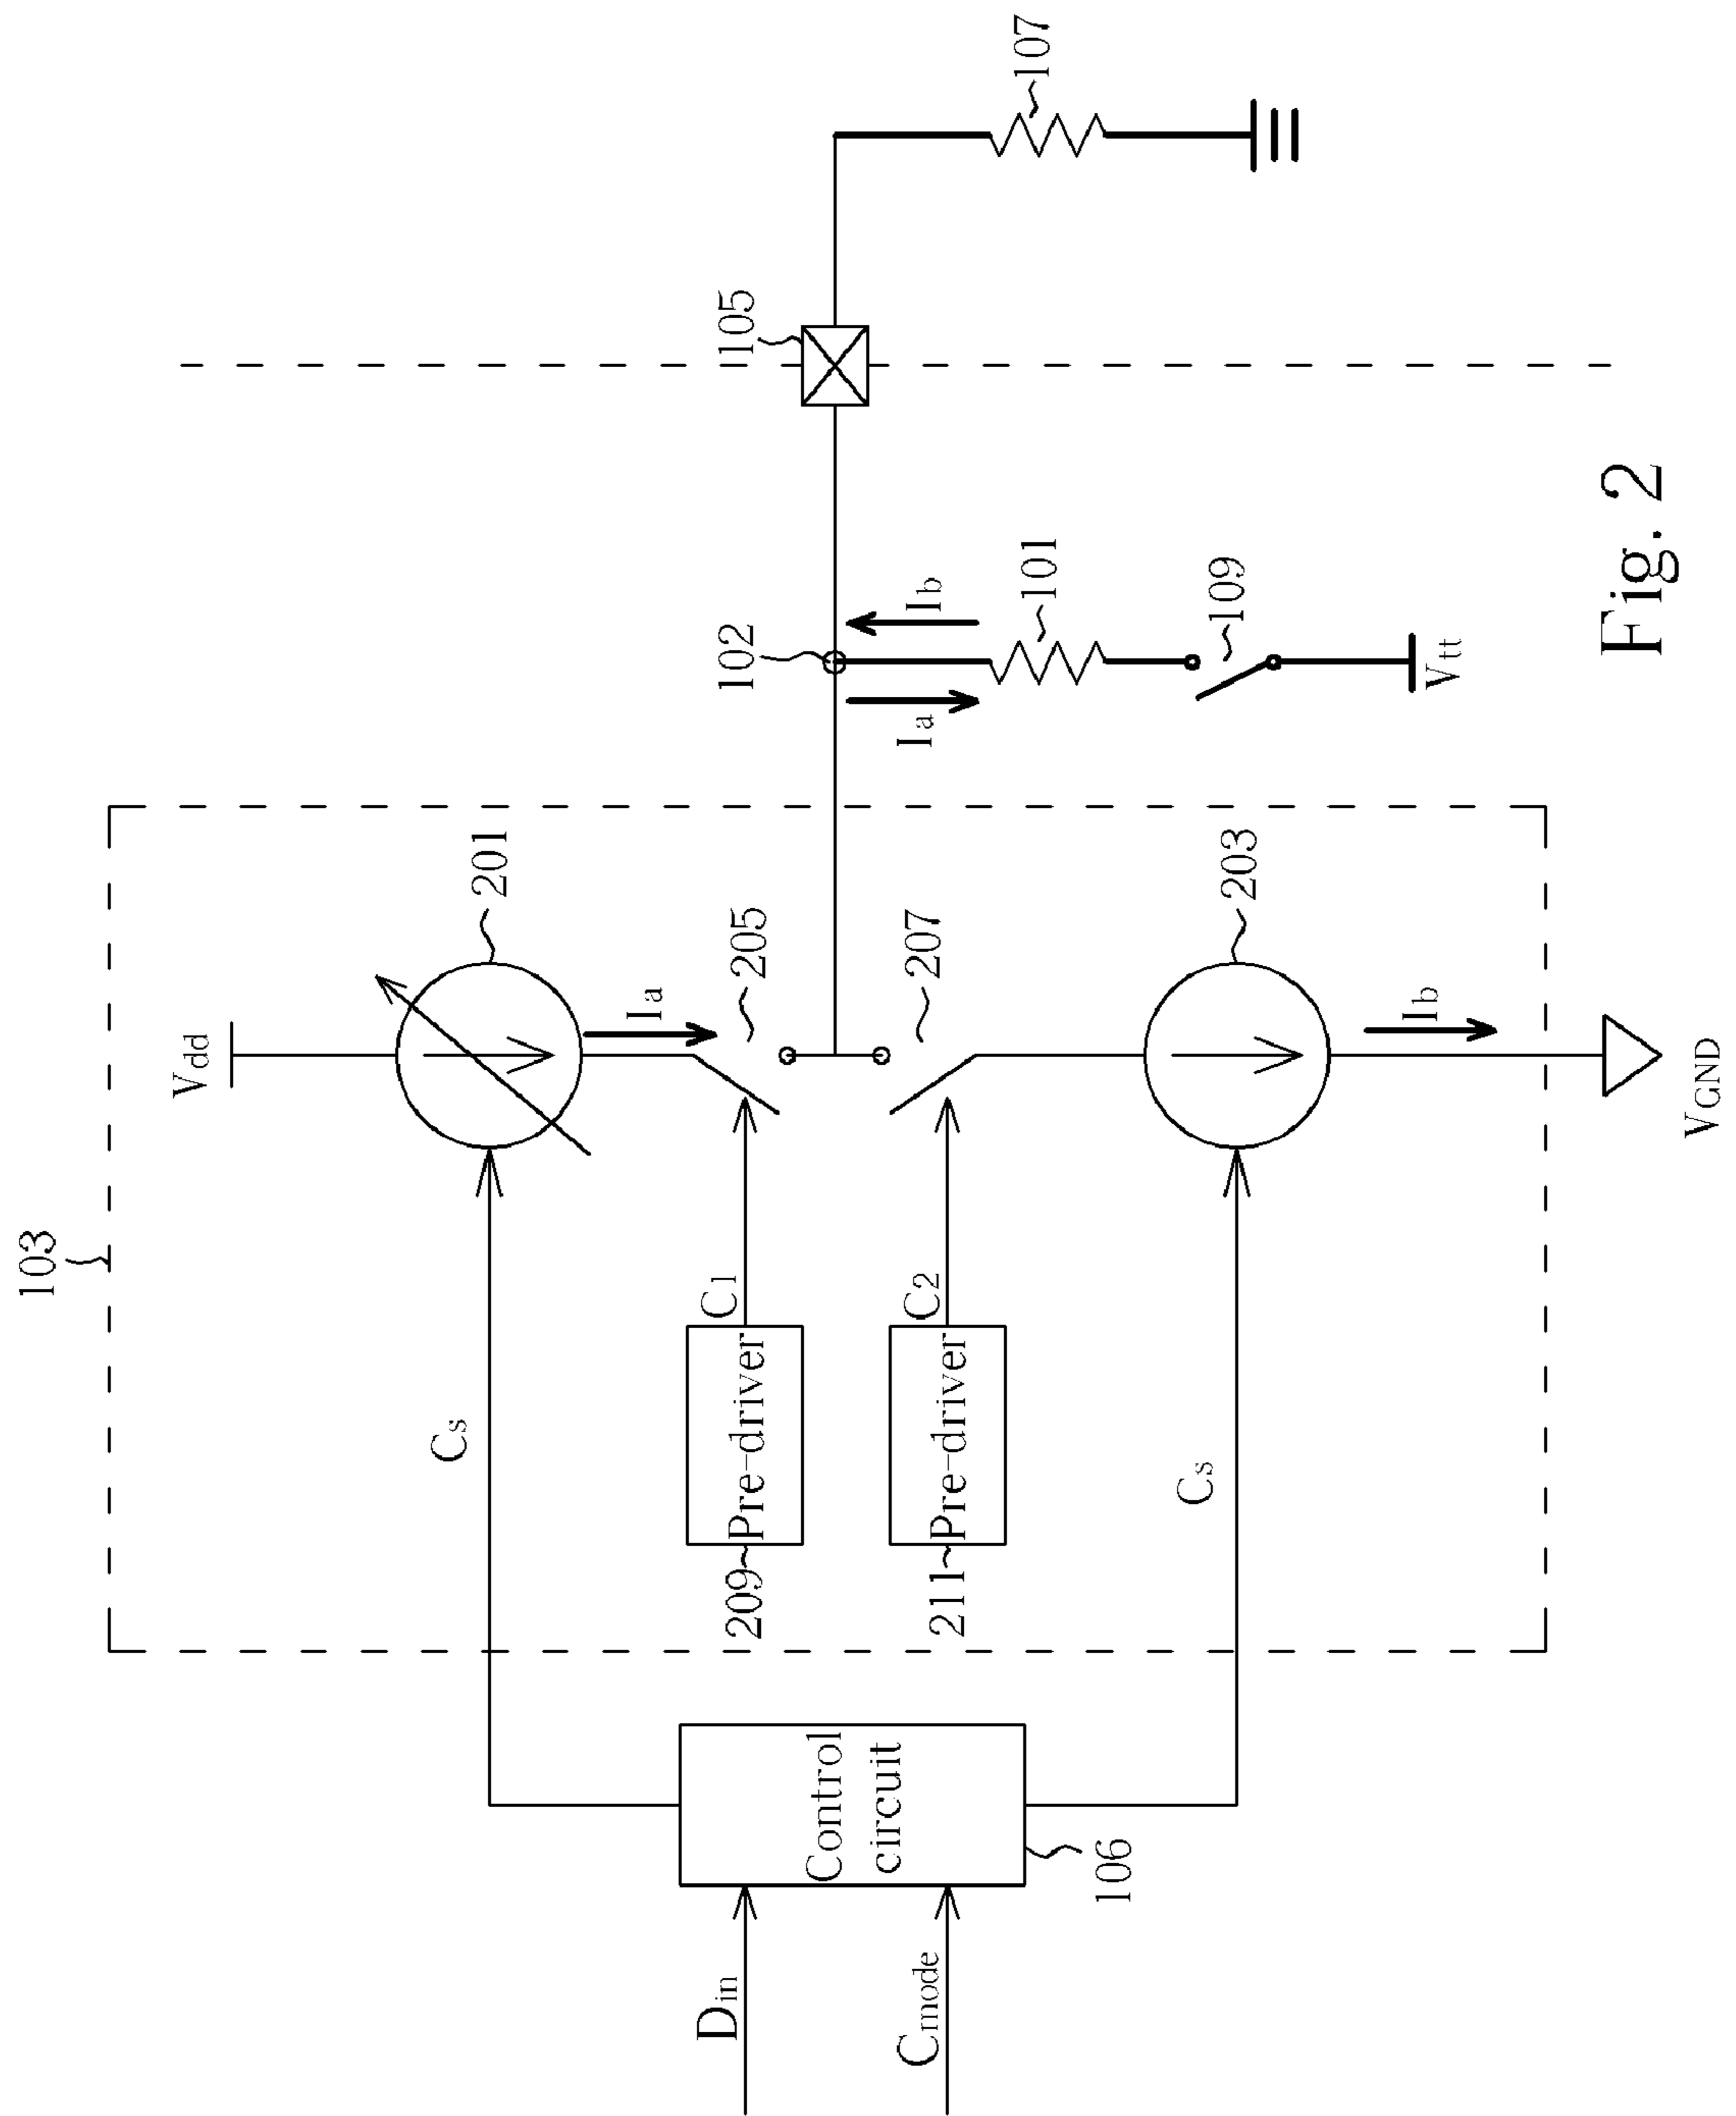 103
Vdd
201
Ia
205
207
203
Ib
VGND
Cs
C1
C2
Cs
209
Pre-driver
211
Pre-driver
Control
circuit
106
Din
Cmode
102
Ia
Ib
101
109
Vtt
105
107
Fig. 2